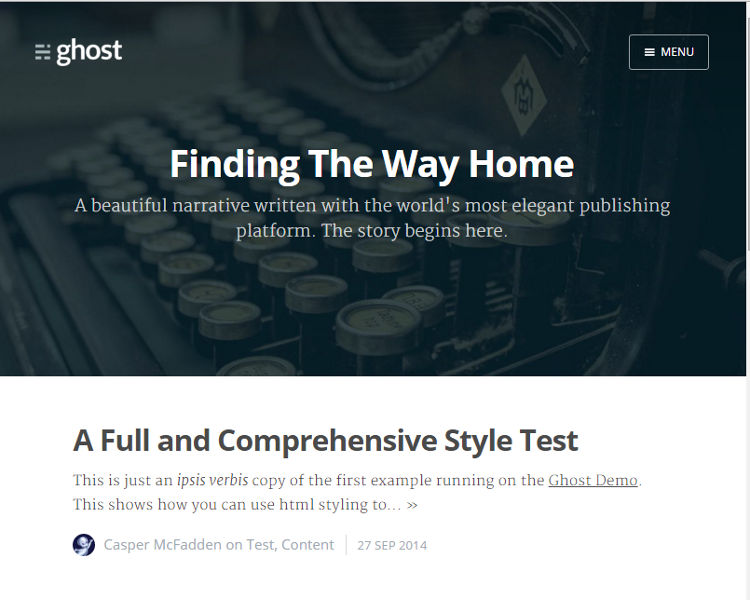 ghost
MENU
Finding The Way Home
A beautiful narrative written with the world's most elegant publishing
platform. The story begins here.
A Full and Comprehensive Style Test
This is just an ipsis verbis copy of the first example running on the Ghost Demo.
This shows how you can use html styling to... »
Casper McFadden on Test, Content
27 SEP 2014